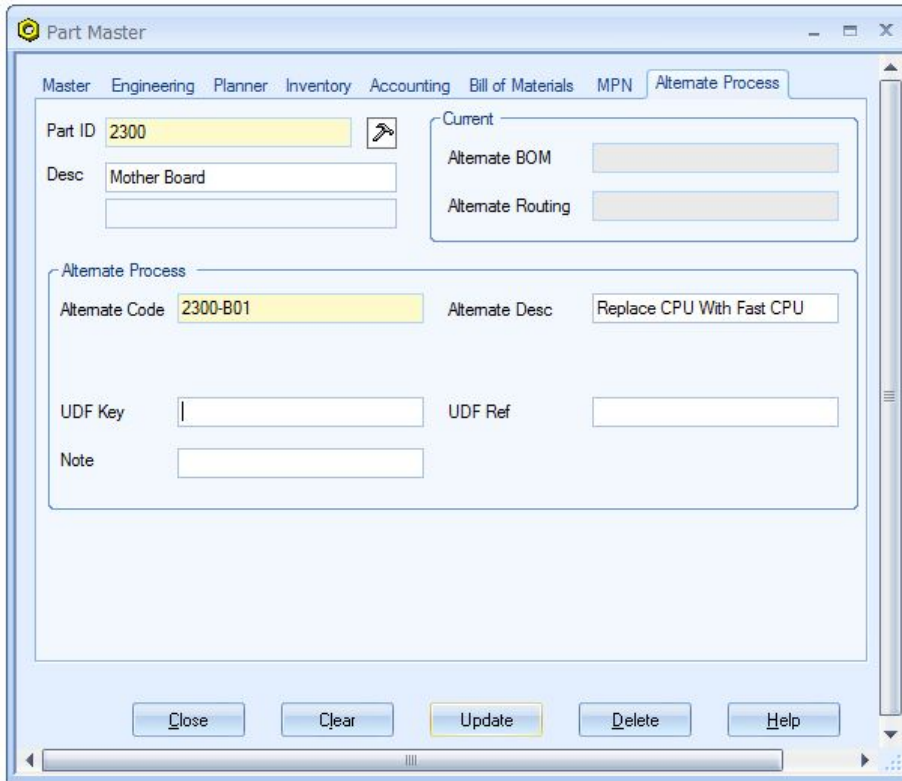 Part Master
Master Engineering Planner Inventory Accounting Bill of Materials MPN Alternate Process
Part ID 2300
Desc Mother Board
Current
Alternate BOM
Alternate Routing
Alternate Process
Alternate Code 2300-B01 Alternate Desc Replace CPU With Fast CPU
UDF Key UDF Ref
Note
Close Clear Update Delete Help